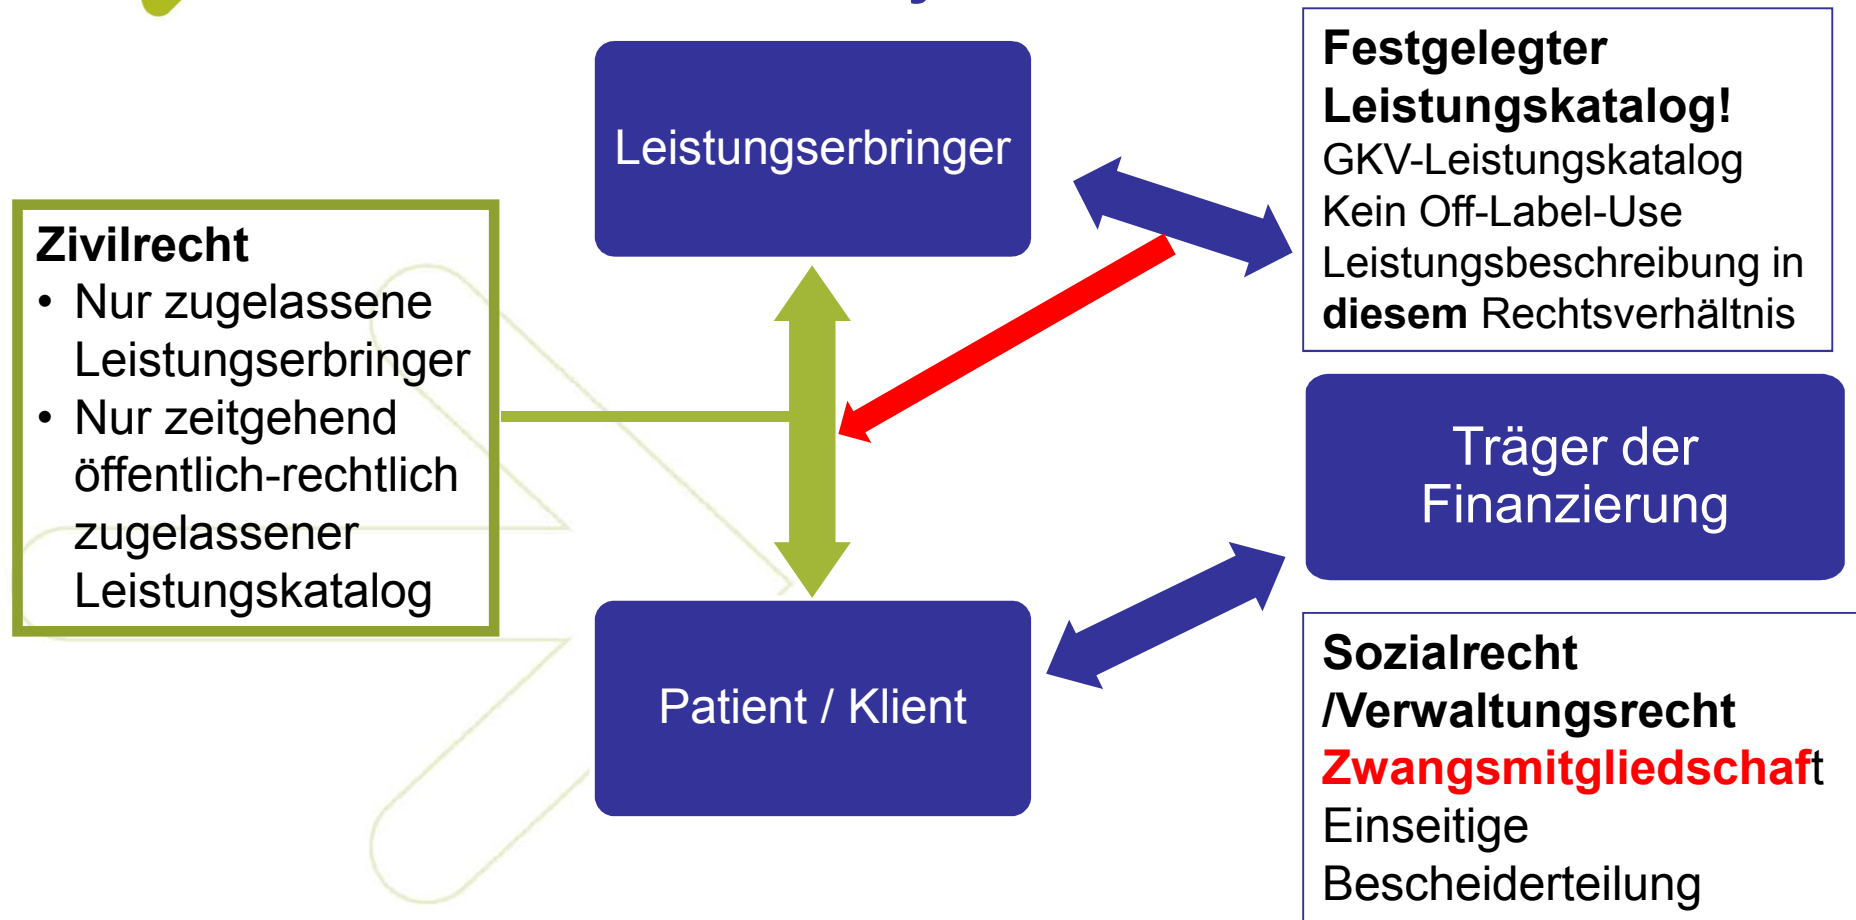 Leistungserbringer
Festgelegter
Leistungskatalog!
GKV-Leistungskatalog
Kein Off-Label-Use
Leistungsbeschreibung in
diesem Rechtsverhältnis
Zivilrecht
• Nur zugelassene
Leistungserbringer
• Nur zeitgehend
öffentlich-rechtlich
zugelassener
Leistungskatalog
Träger der
Finanzierung
Patient / Klient
Sozialrecht
/Verwaltungsrecht
Zwangsmitgliedschaft
Einseitige
Bescheiderteilung